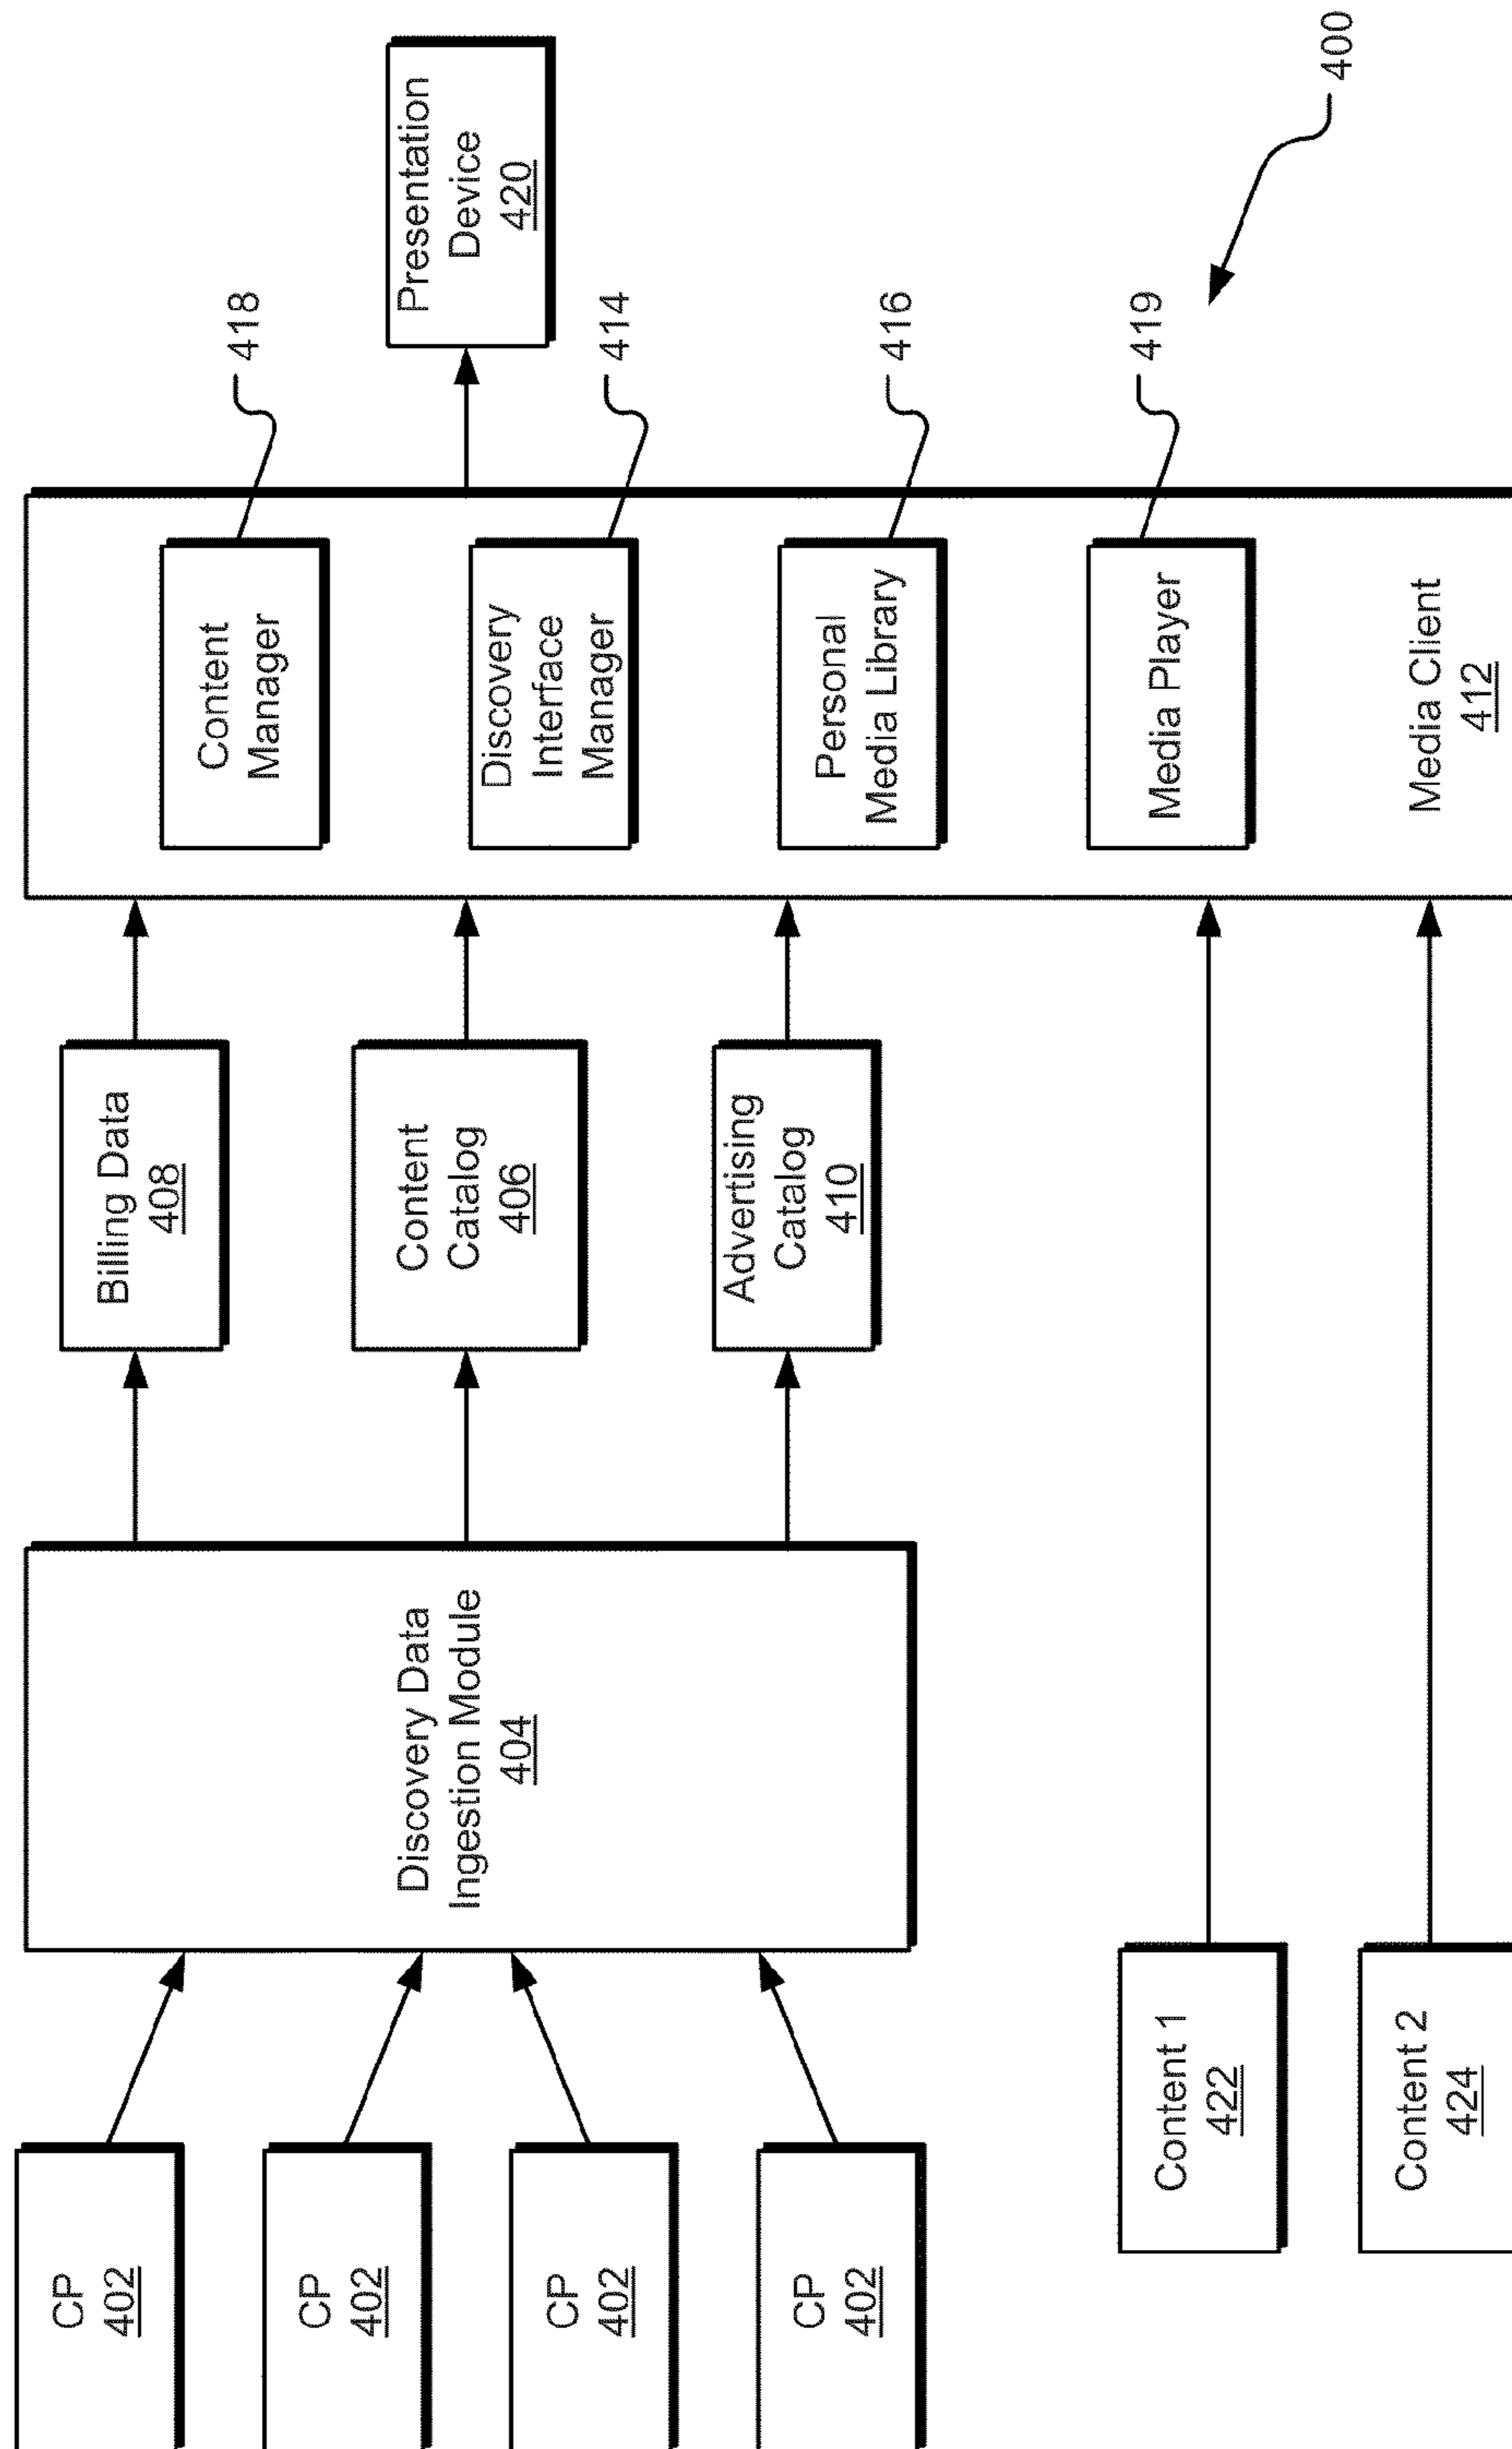 CP
402
CP
402
CP
402
CP
402
Discovery Data
Ingestion Module
404
Billing Data
408
Content
Catalog
406
Advertising
Catalog
410
Content
Manager
418
Discovery
Interface
Manager
414
Personal
Media Library
416
Media Player
419
Media Client
412
Presentation
Device
420
Content 1
422
Content 2
424
400